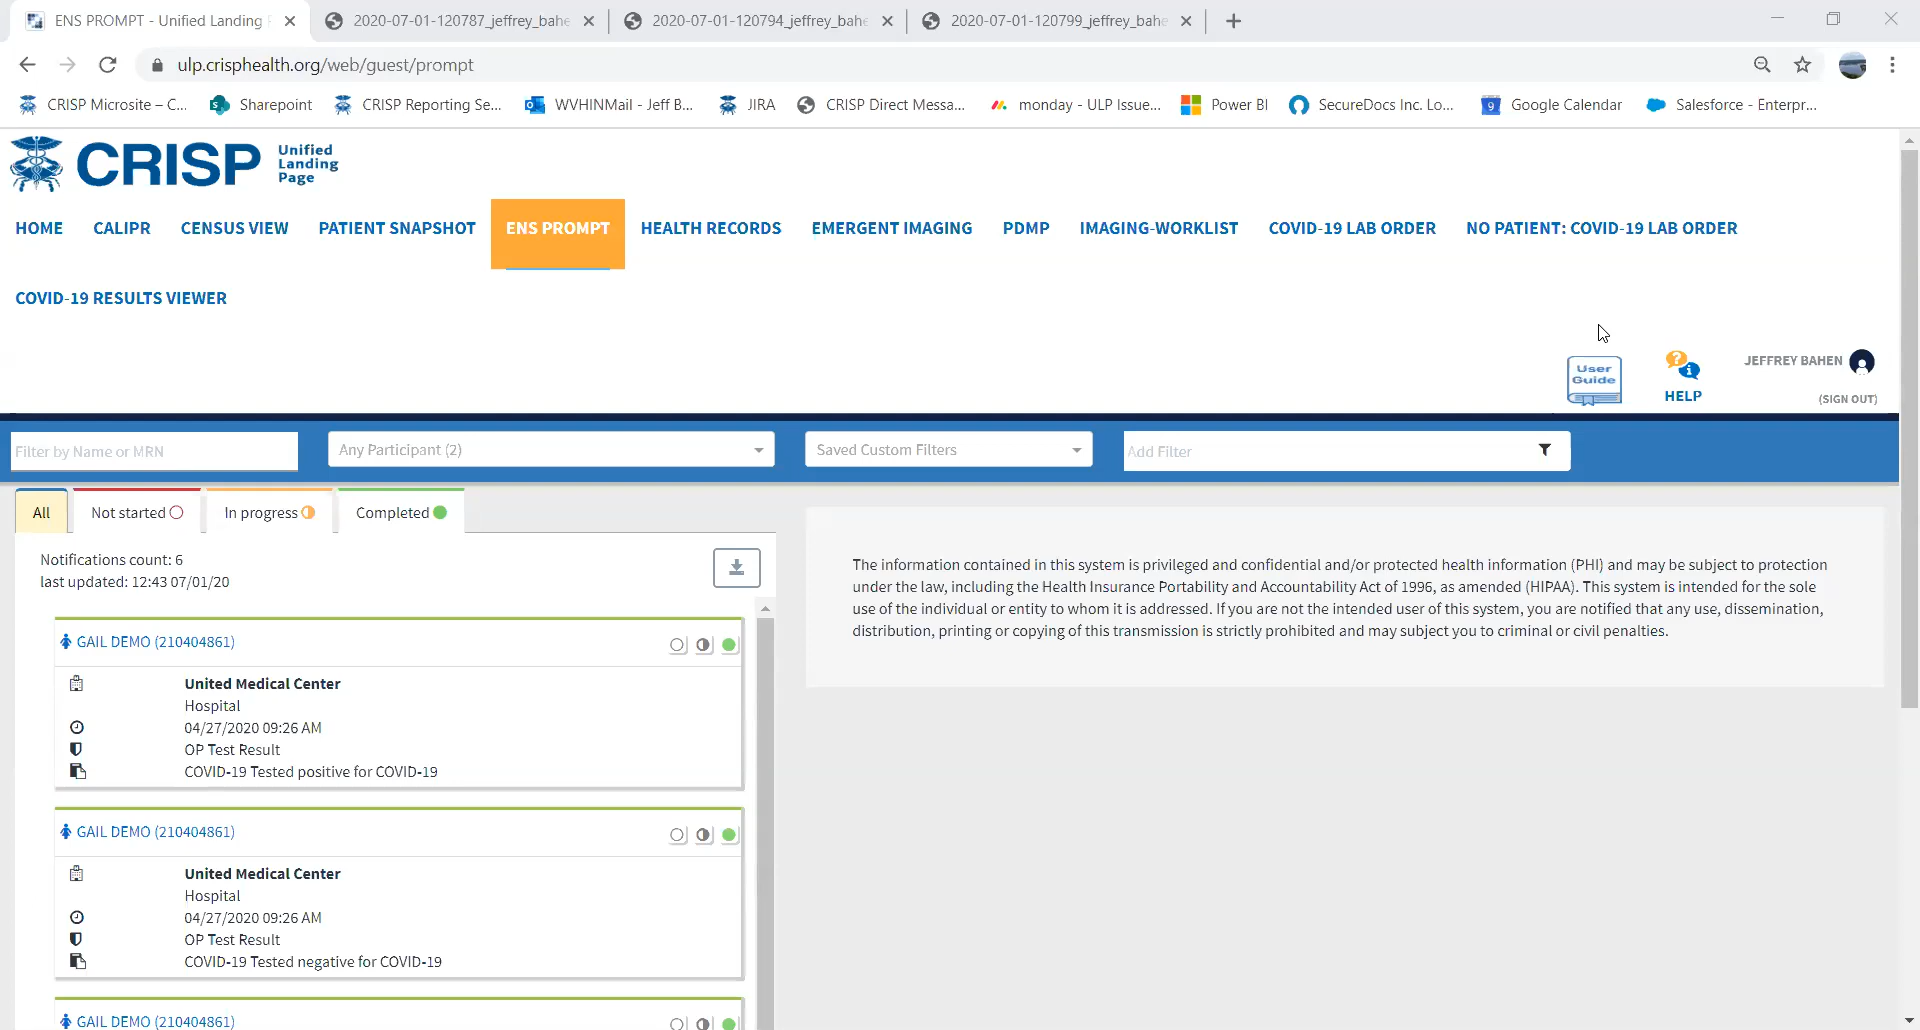 ENS PROMPT - Unified Landing
2020-07-01-120787_jeffrey_bahe
2020-07-01-120794_jeffrey_bahe
2020-07-01-120799_jeffrey_bahe
ulp.crisphealth.org/web/guest/prompt
CRISP Microsite – C...
Sharepoint
CRISP Reporting Se...
WVHINMail - Jeff B...
JIRA
CRISP Direct Messa...
monday - ULP Issue...
Power BI
SecureDocs Inc. Lo...
9
Google Calendar
Salesforce - Enterpr...
CRISP
Unified
Landing
Page
HOME
CALIPR
CENSUS VIEW
PATIENT SNAPSHOT
ENS PROMPT
HEALTH RECORDS
EMERGENT IMAGING
PDMP
IMAGING-WORKLIST
COVID-19 LAB ORDER
NO PATIENT: COVID-19 LAB ORDER
COVID-19 RESULTS VIEWER
User
Guide
HELP
JEFFREY BAHEN
(SIGN OUT)
Filter by Name or MRN
Any Participant (2)
Saved Custom Filters
Add Filter
All
Not started
In progress
Completed
Notifications count: 6
last updated: 12:43 07/01/20
The information contained in this system is privileged and confidential and/or protected health information (PHI) and may be subject to protection
under the law, including the Health Insurance Portability and Accountability Act of 1996, as amended (HIPAA). This system is intended for the sole
use of the individual or entity to whom it is addressed. If you are not the intended user of this system, you are notified that any use, dissemination,
distribution, printing or copying of this transmission is strictly prohibited and may subject you to criminal or civil penalties.
GAIL DEMO (210404861)
United Medical Center
Hospital
04/27/2020 09:26 AM
OP Test Result
COVID-19 Tested positive for COVID-19
GAIL DEMO (210404861)
United Medical Center
Hospital
04/27/2020 09:26 AM
OP Test Result
COVID-19 Tested negative for COVID-19
GAIL DEMO (210404861)